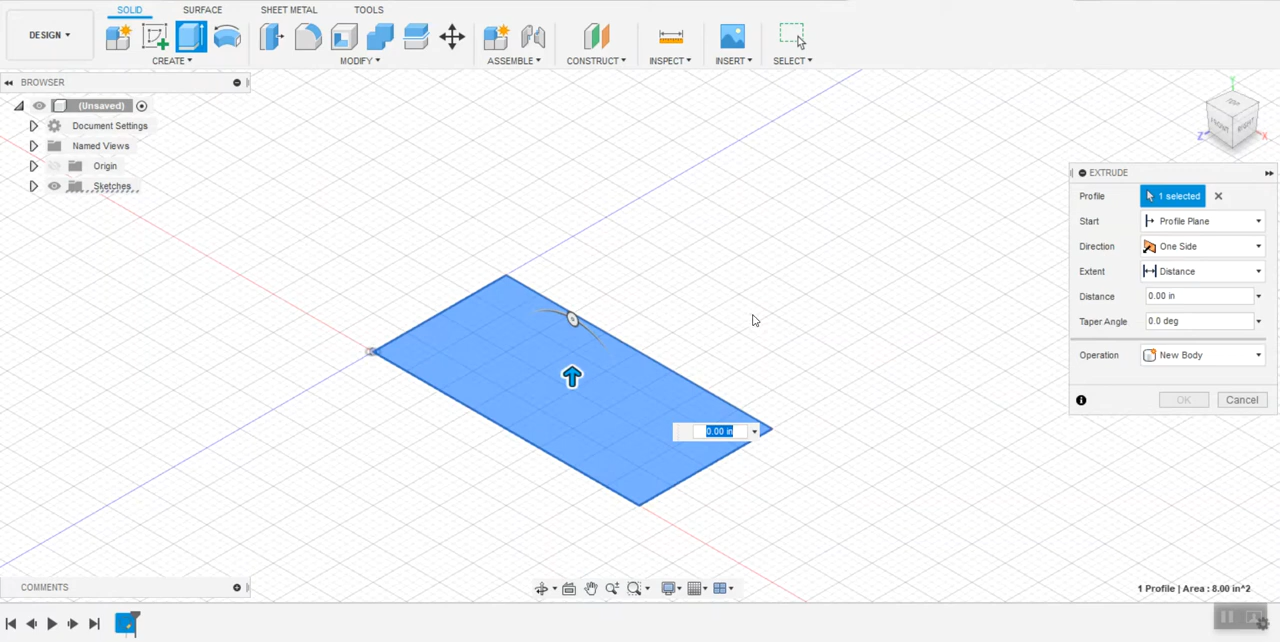 SOLID SURFACE SHEET METAL TOOLS
DESIGN
CREATE MODIFY ASSEMBLE CONSTRUCT INSPECT INSERT SELECT
BROWSER
(Unsaved)
Document Settings
Named Views
Origin
Sketches
TOP
FRONT
RIGHT
Y
Z
X
EXTRUDE
Profile 1 selected
Start Profile Plane
Direction One Side
Extent Distance
Distance 0.00 in
Taper Angle 0.0 deg
Operation New Body
OK Cancel
0.00 in
COMMENTS
1 Profile | Area : 8.00 in^2